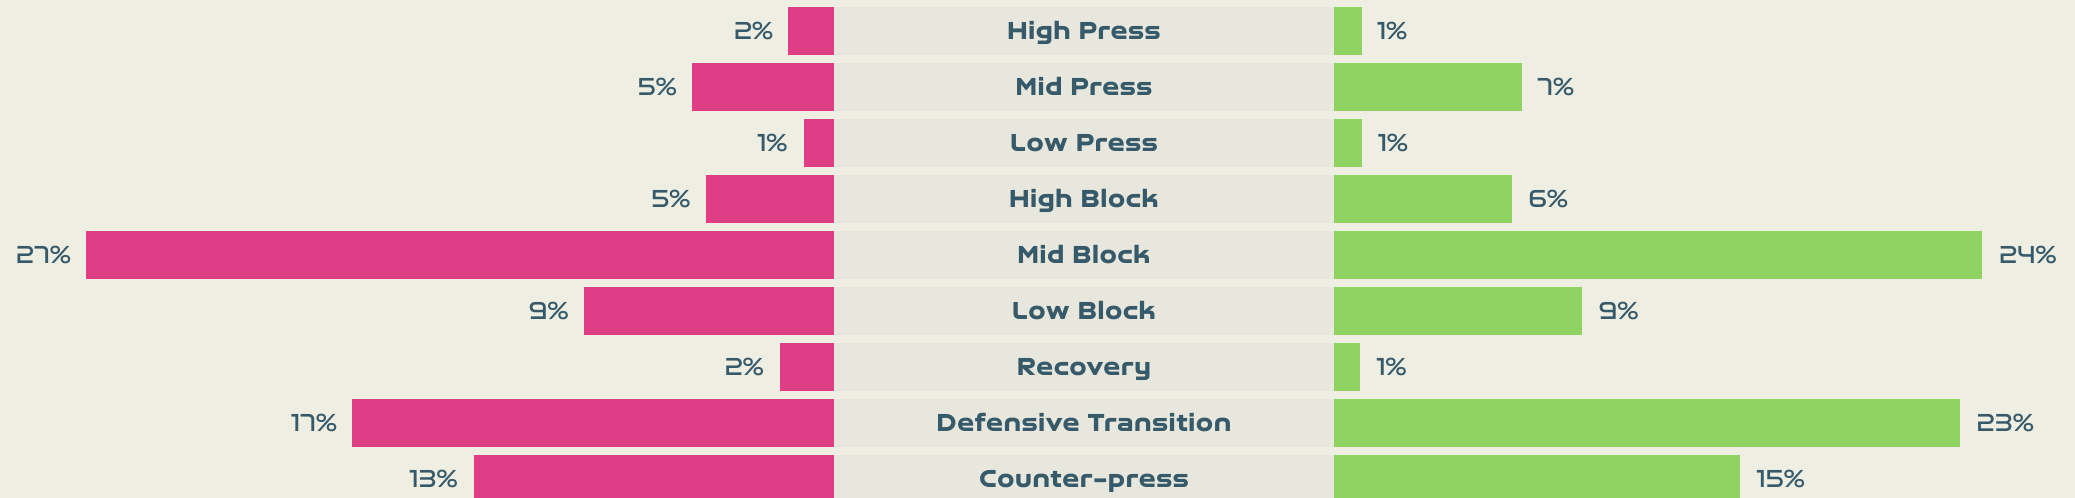 2% High Press 1%
5% Mid Press 7%
1% Low Press 1%
5% High Block 6%
27% Mid Block 24%
9% Low Block 9%
2% Recovery 1%
17% Defensive Transition 23%
13% Counter-press 15%